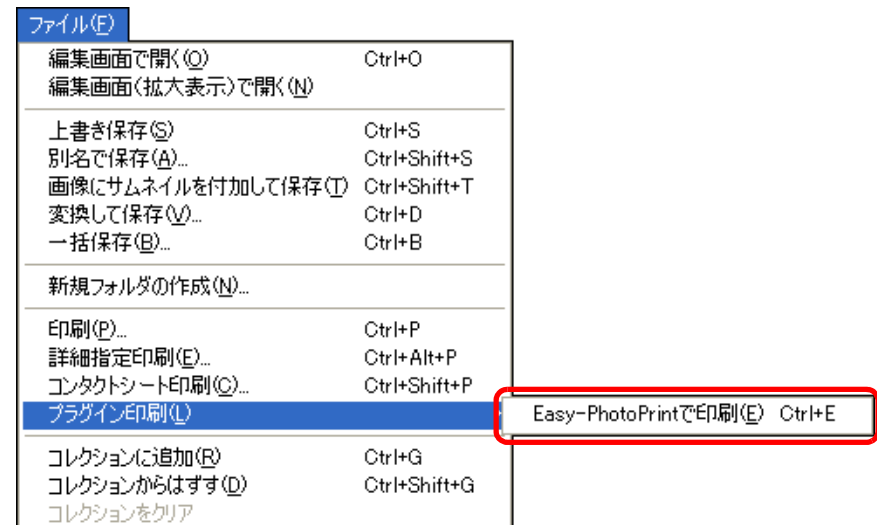 ファイル(F)
編集画面で開く(O) Ctrl+O
編集画面(拡大表示)で開く(N)
上書き保存(S) Ctrl+S
別名で保存(A)... Ctrl+Shift+S
画像にサムネイルを付加して保存(T) Ctrl+Shift+T
変換して保存(V)... Ctrl+D
一括保存(B)... Ctrl+B
新規フォルダの作成(N)...
印刷(P)... Ctrl+P
詳細指定印刷(E)... Ctrl+Alt+P
コンタクトシート印刷(C)... Ctrl+Shift+P
プラグイン印刷(L) Easy-PhotoPrintで印刷(E) Ctrl+E
コレクションに追加(R) Ctrl+G
コレクションからはずす(D) Ctrl+Shift+G
コレクションをクリア